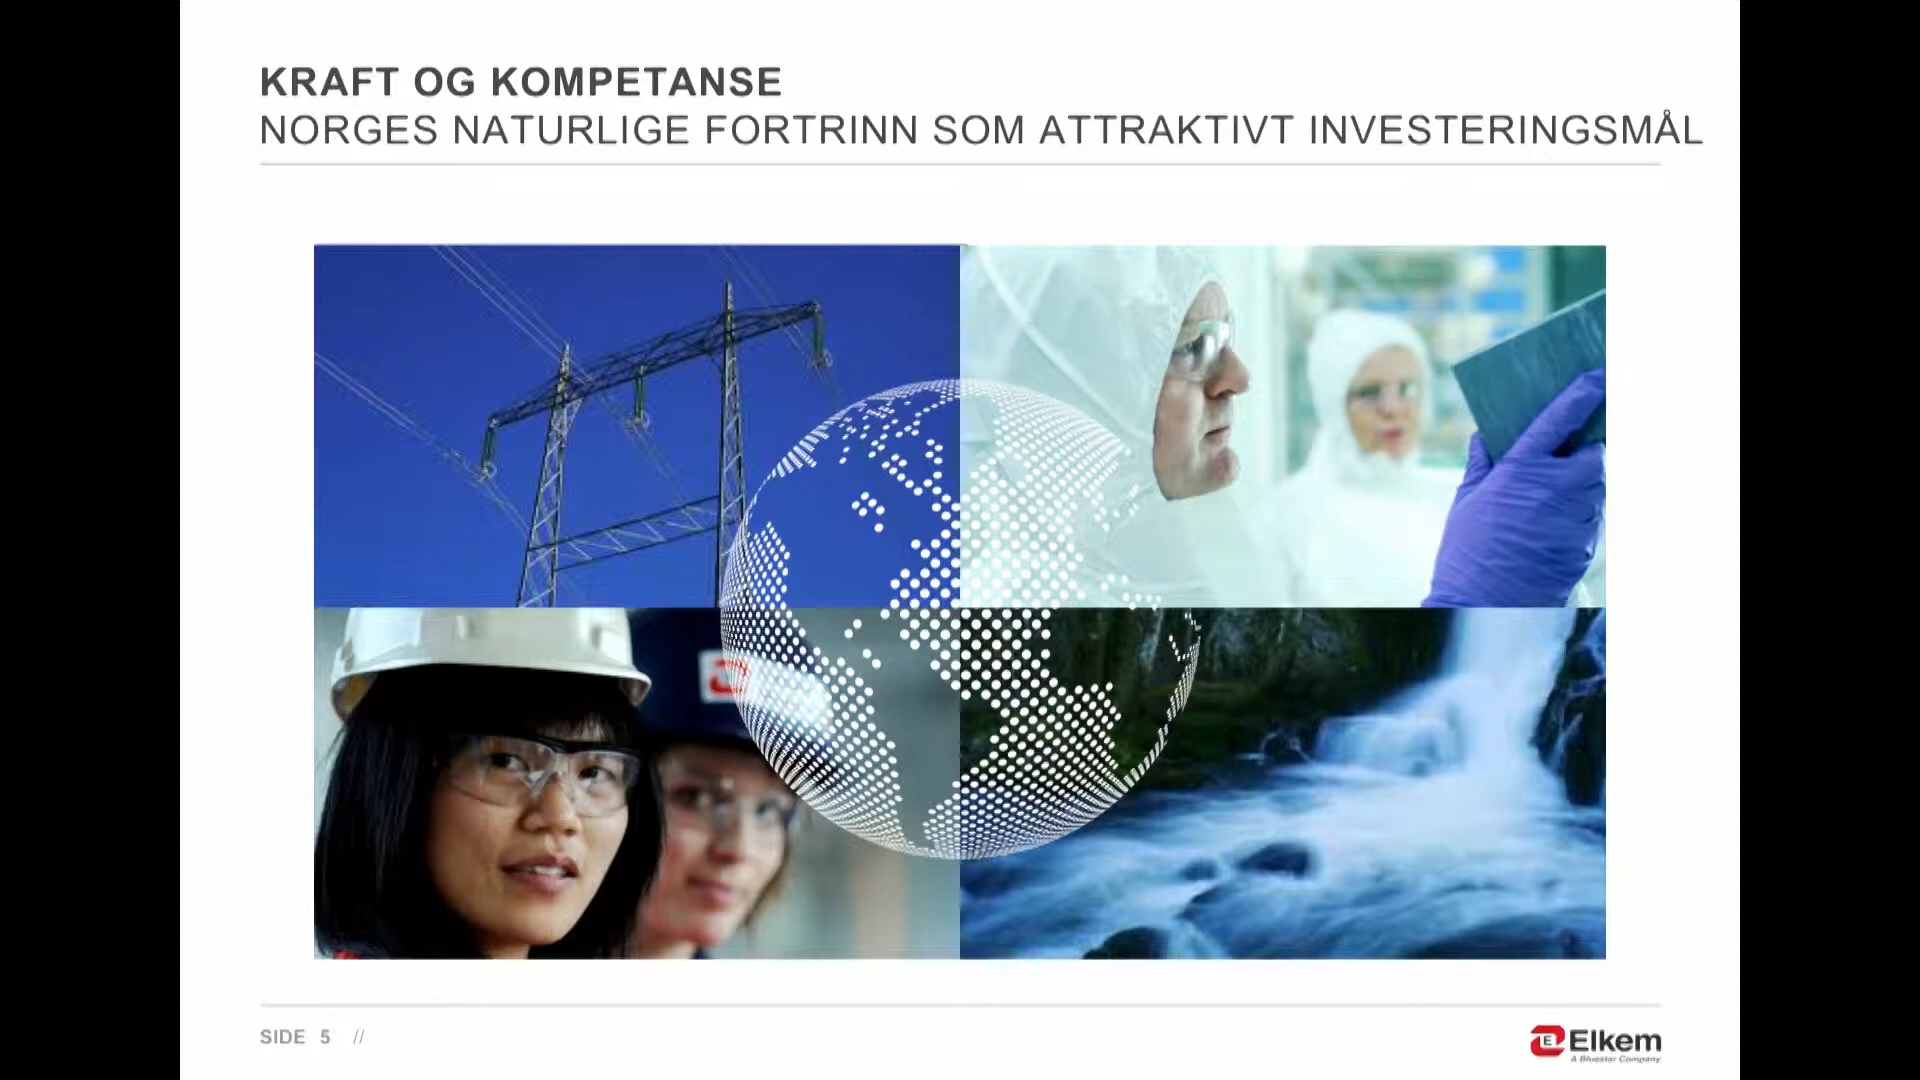 KRAFT OG KOMPETANSE
NORGES NATURLIGE FORTRINN SOM ATTRAKTIVT INVESTERINGSMÅL
SIDE 5 //
Elkem
A Bluestar Company